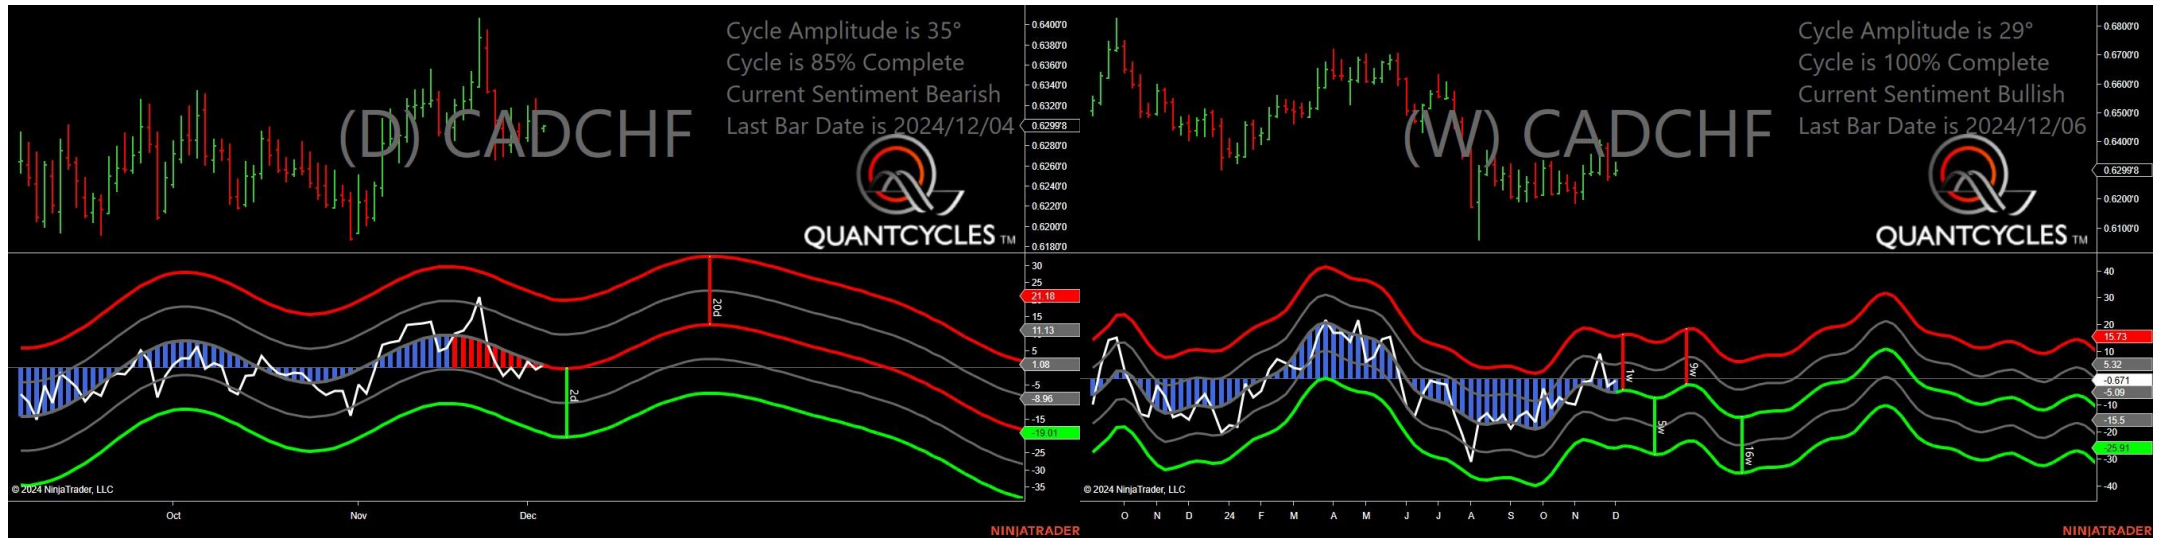 Cycle Amplitude is 35°
Cycle is 85% Complete
Current Sentiment Bearish
Last Bar Date is 2024/12/04
(D) CADCHF
QUANTCYCLES TM
0.6400'0
0.6380'0
0.6360'0
0.6340'0
0.6320'0
0.6299'8
0.6280'0
0.6260'0
0.6240'0
0.6220'0
0.6200'0
0.6180'0
30
25
21.18
15
11.13
5
1.08
-5
-8.96
-15
-19.01
-25
-30
-35
20d
2d
© 2024 NinjaTrader, LLC
Oct Nov Dec
NINJATRADER
Cycle Amplitude is 29°
Cycle is 100% Complete
Current Sentiment Bullish
Last Bar Date is 2024/12/06
(W) CADCHF
QUANTCYCLES TM
0.6800'0
0.6700'0
0.6600'0
0.6500'0
0.6400'0
0.6299'8
0.6200'0
0.6100'0
40
30
20
15.73
10
5.32
-0.671
-5.09
-10
-15.5
-20
-25.91
-30
-40
1w
9w
5w
16w
© 2024 NinjaTrader, LLC
O N D 24 F M A M J J A S O N D
NINJATRADER